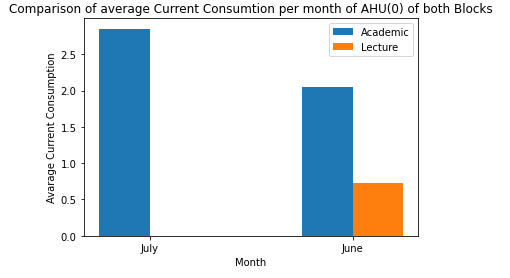 Comparison of average Current Consumtion per month of AHU(0) of both Blocks
Academic
Lecture
Avarage Current Consumption
2.5
2.0
1.5
1.0
0.5
0.0
July
June
Month